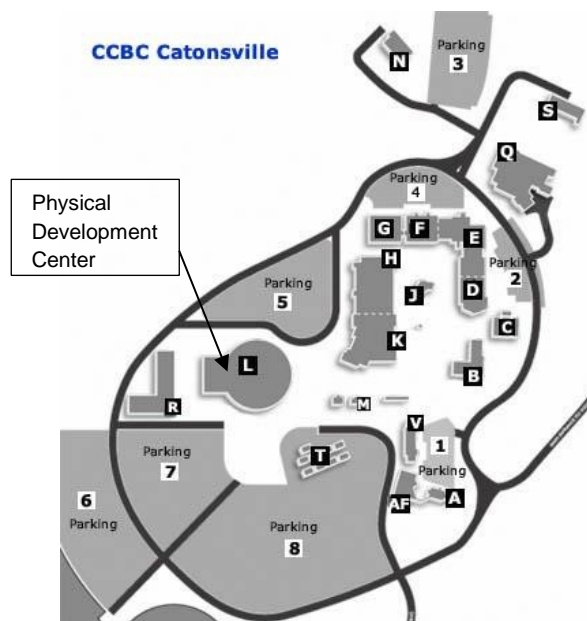 CCBC Catonsville
Parking
3
N
S
Q
Physical
Development
Center
Parking
4
G
F
E
H
Parking
2
J
D
Parking
5
C
K
L
B
R
M
V
1
Parking
Parking
7
T
A
AF
6
Parking
Parking
8